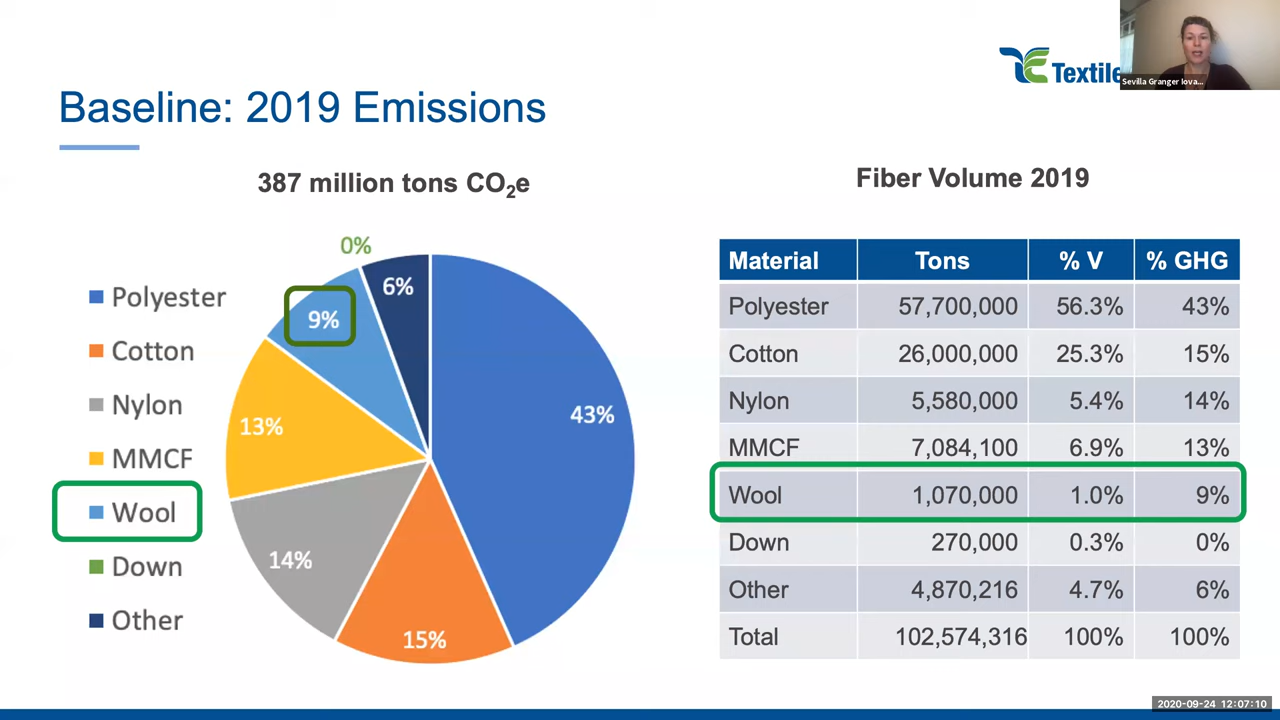 Textile
Sevilla Granger Iova...
Baseline: 2019 Emissions
387 million tons CO₂e
0%
6%
9%
43%
13%
14%
15%
Polyester
Cotton
Nylon
MMCF
Wool
Down
Other
Fiber Volume 2019
Material Tons % V % GHG
Polyester 57,700,000 56.3% 43%
Cotton 26,000,000 25.3% 15%
Nylon 5,580,000 5.4% 14%
MMCF 7,084,100 6.9% 13%
Wool 1,070,000 1.0% 9%
Down 270,000 0.3% 0%
Other 4,870,216 4.7% 6%
Total 102,574,316 100% 100%
2020-09-24 12:07:10